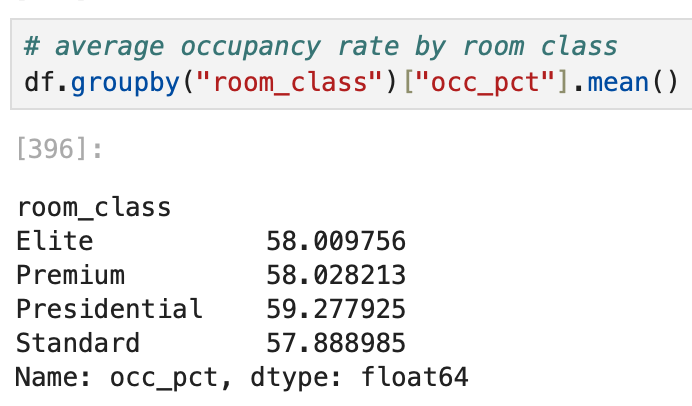 # average occupancy rate by room class
df.groupby("room_class")["occ_pct"].mean()
[396]:
room_class
Elite 58.009756
Premium 58.028213
Presidential 59.277925
Standard 57.888985
Name: occ_pct, dtype: float64